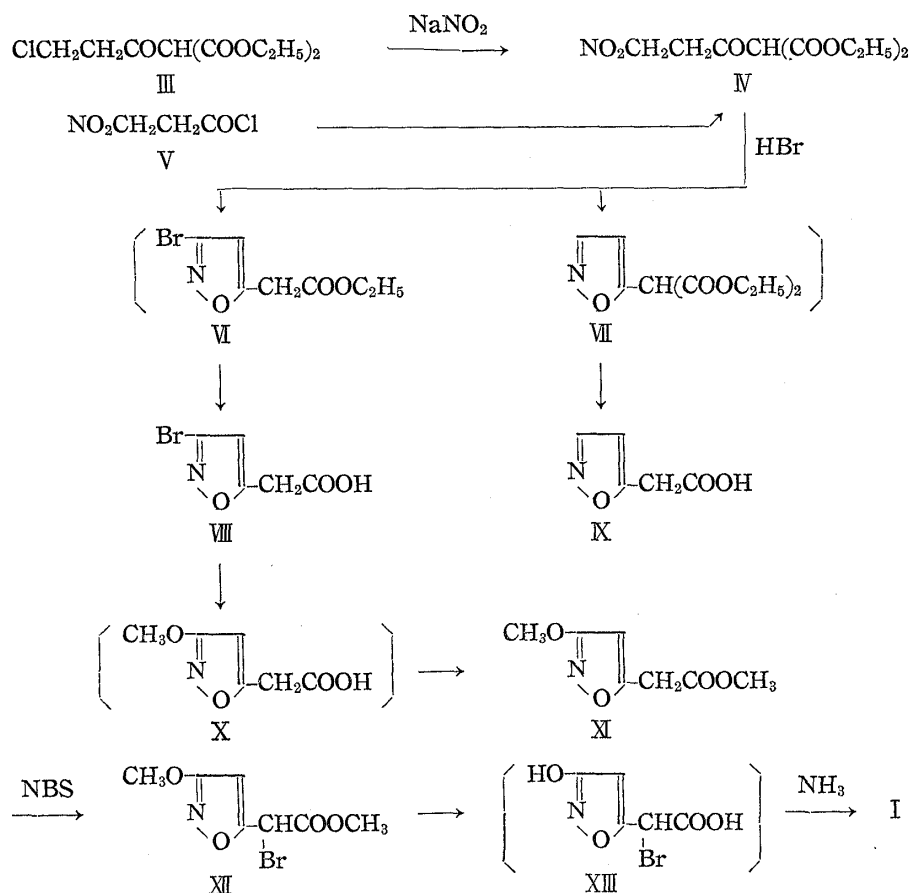 NaNO₂
ClCH₂CH₂COCH(COOC₂H₅)₂
NO₂CH₂CH₂COCH(COOC₂H₅)₂
Ⅲ
Ⅳ
NO₂CH₂CH₂COCl
Ⅴ
HBr
Br
N
O
CH₂COOC₂H₅
Ⅵ
N
O
CH(COOC₂H₅)₂
Ⅶ
Br
N
O
CH₂COOH
Ⅷ
N
O
CH₂COOH
Ⅸ
CH₃O
N
O
CH₂COOH
Ⅹ
CH₃O
N
O
CH₂COOCH₃
Ⅺ
NBS
CH₃O
N
O
CHCOOCH₃
Br
Ⅻ
HO
N
O
CHCOOH
Br
XIII
NH₃
I